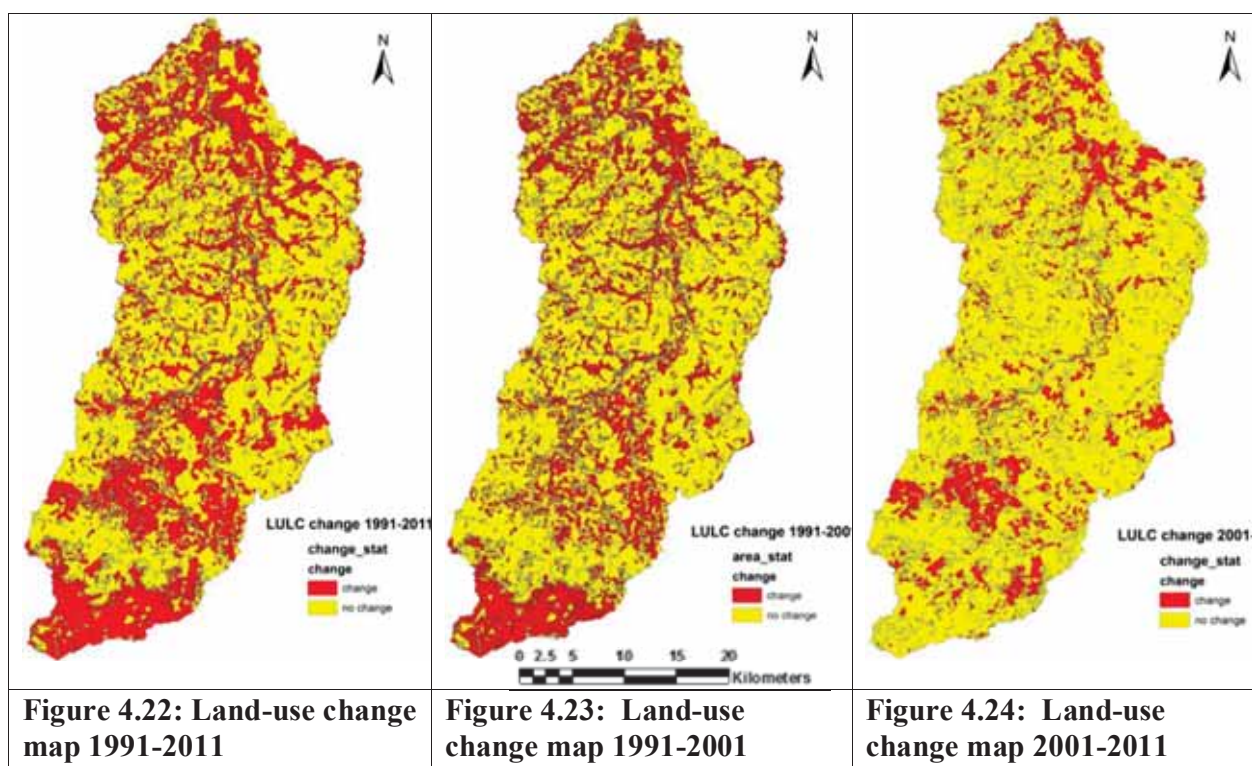 N
LULC change 1991-2011
change_stat
change
change
no change
Figure 4.22: Land-use change
map 1991-2011
N
LULC change 1991-200
area_stat
change
change
no change
0 2.5 5 10 15 20
Kilometers
Figure 4.23: Land-use
change map 1991-2001
N
LULC change 2001-
change_stat
change
change
no change
Figure 4.24: Land-use
change map 2001-2011